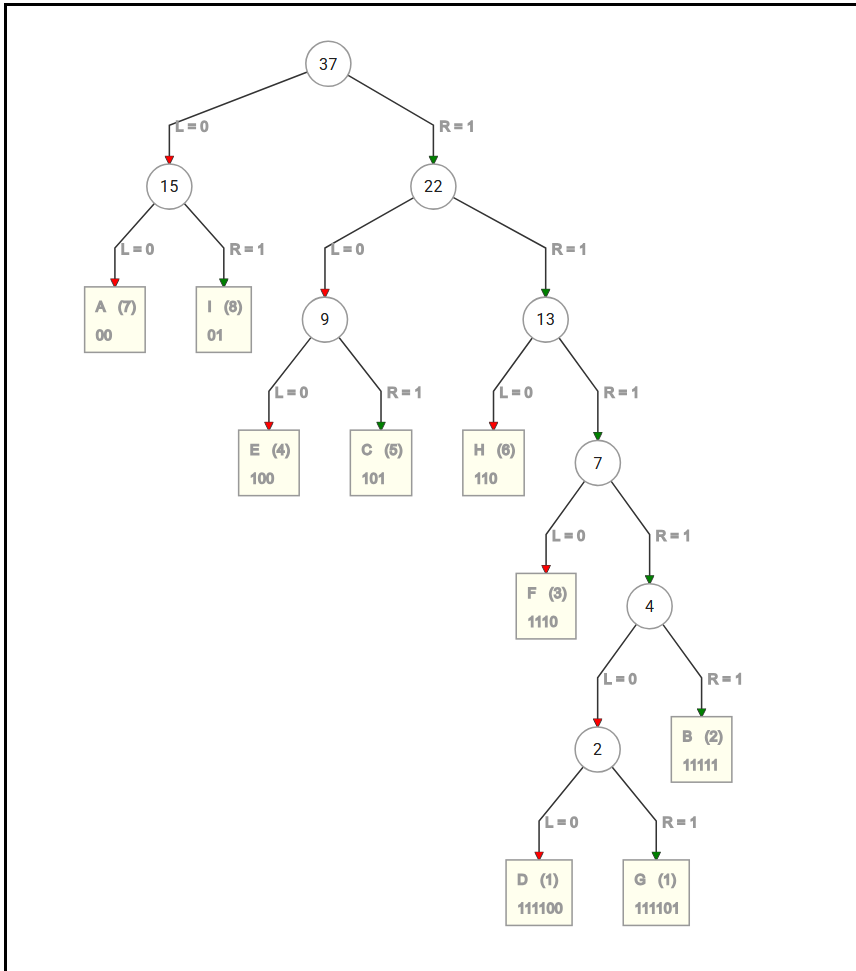 37
L = 0
R = 1
15
22
L = 0
R = 1
L = 0
R = 1
A (7)
00
I (8)
01
9
13
L = 0
R = 1
L = 0
R = 1
E (4)
100
C (5)
101
H (6)
110
7
L = 0
R = 1
F (3)
1110
4
L = 0
R = 1
B (2)
11111
2
L = 0
R = 1
D (1)
111100
G (1)
111101